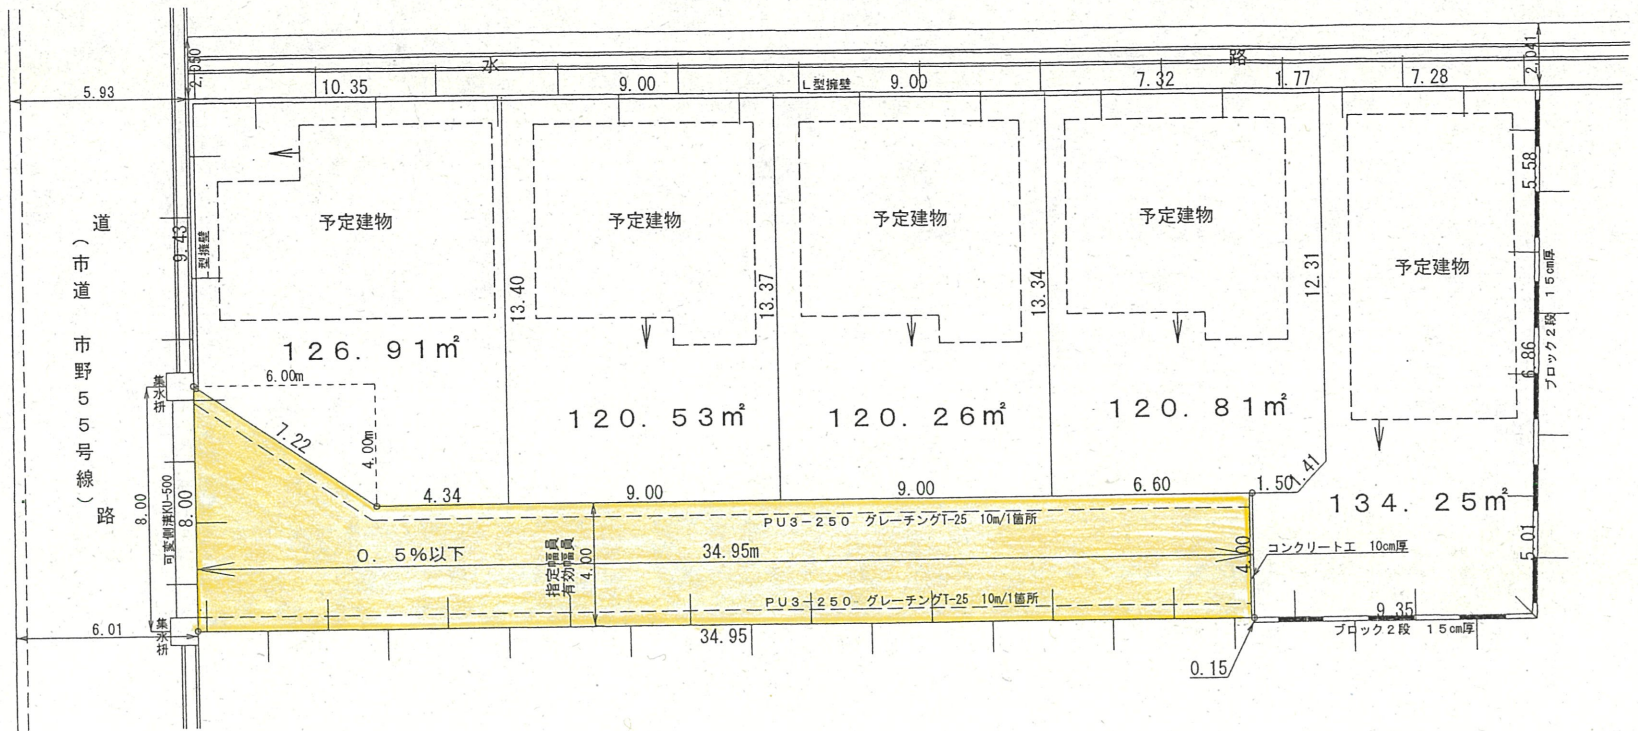 2.050
水
路
2.041
5.93
10.35
9.00
L型擁壁
9.00
7.32
1.77
7.28
5.58
道
路
(市道 市野55号線)
9.43
型擁壁
予定建物
予定建物
予定建物
予定建物
予定建物
13.40
13.37
13.34
12.31
6.86
ブロック2段 15cm厚
126.91㎡
120.53㎡
120.26㎡
120.81㎡
134.25㎡
6.00m
4.00m
集水枡
7.22
4.34
9.00
9.00
6.60
1.50
1.41
8.00
可変側溝KU-500
8.00
PU3-250 グレーチングT-25 10m/1箇所
0.5%以下
指定幅員
有効幅員
4.00
34.95m
4.00
コンクリート工 10cm厚
5.01
PU3-250 グレーチングT-25 10m/1箇所
6.01
集水枡
34.95
9.35
ブロック2段 15cm厚
0.15